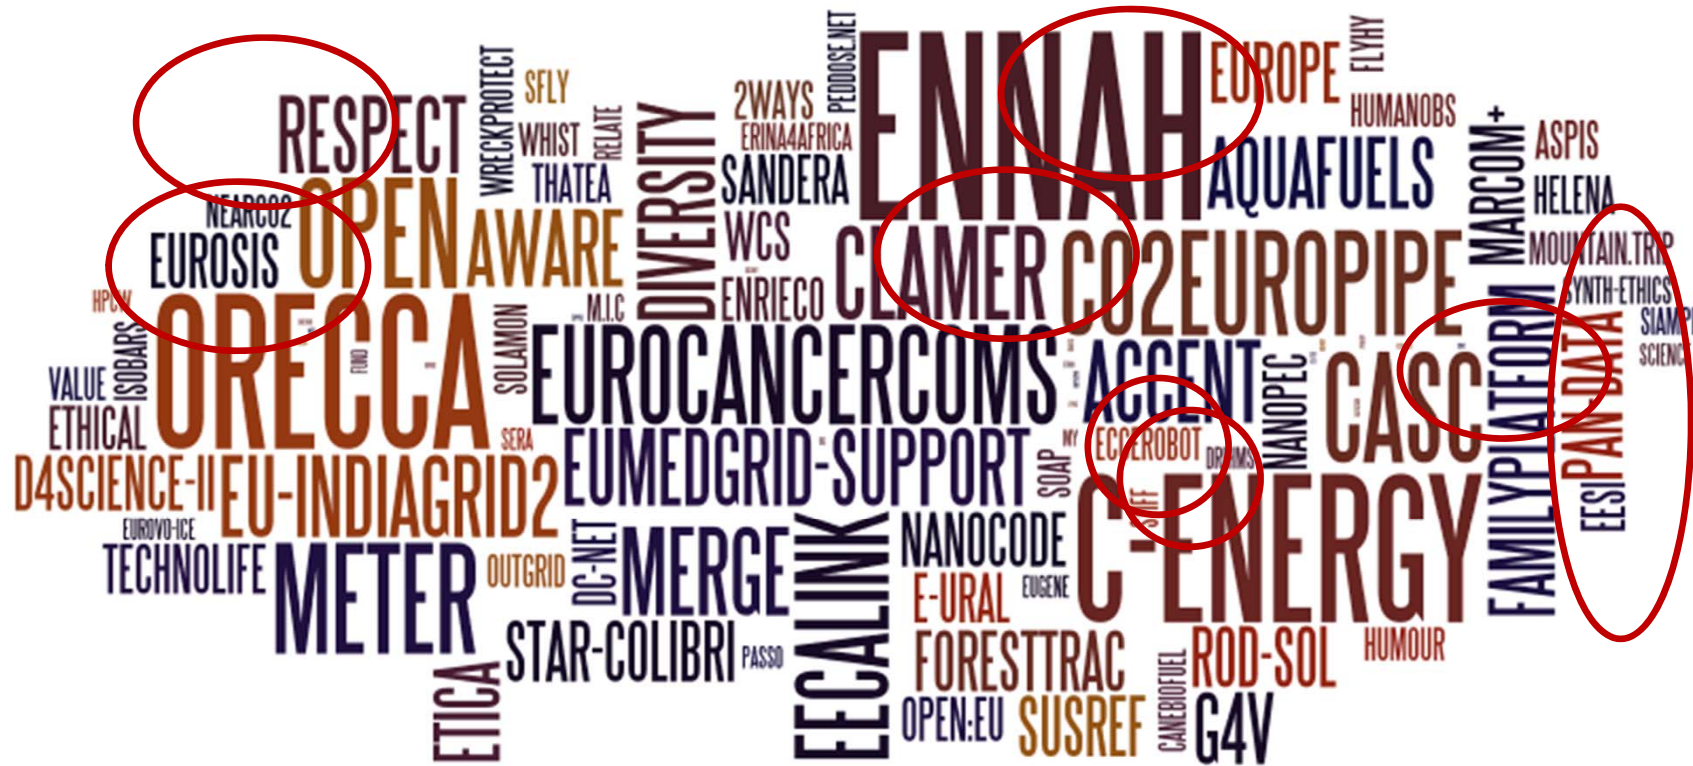 PEDDOSE.NET
ENNAH
EUROPE
FLYHY
WRECKPROTECT
SFLY
2WAYS
HUMANOBS
RESPECT
WHIST
RELATE
DIVERSITY
ERINA4AFRICA
AQUAFUELS
MARCOM+
ASPIS
THATEA
SANDERA
HELENA
NEARCO2
OPEN
AWARE
WCS
CLAMER
CO2EUROPIPE
MOUNTAIN.TRIP
EUROSIS
SYNTH-ETHICS
HPCW
ORECCA
M.I.C
ENRIECO
ISOBARS
SOLAMON
EUROCANCERCOMS
ACCENT
NANOPEC
CASC
FAMILYPLATFORM
PAN-DATA
VALUE
ETHICAL
FUND
SERA
EUMEDGRID-SUPPORT
SOAP
NY
ECCEROBOT
D4SCIENCE-II
EU-INDIAGRID2
C-ENERGY
EESI
EUROVO-ICE
TECHNOLIFE
METER
OUTGRID
DC-NET
MERGE
EECALINK
NANOCODE
E-URAL
EUGENE
STAR-COLIBRI
PASSO
FORESTTRAC
ROD-SOL
HUMOUR
ETICA
OPEN:EU
SUSREF
CANEBIOFUEL
G4V